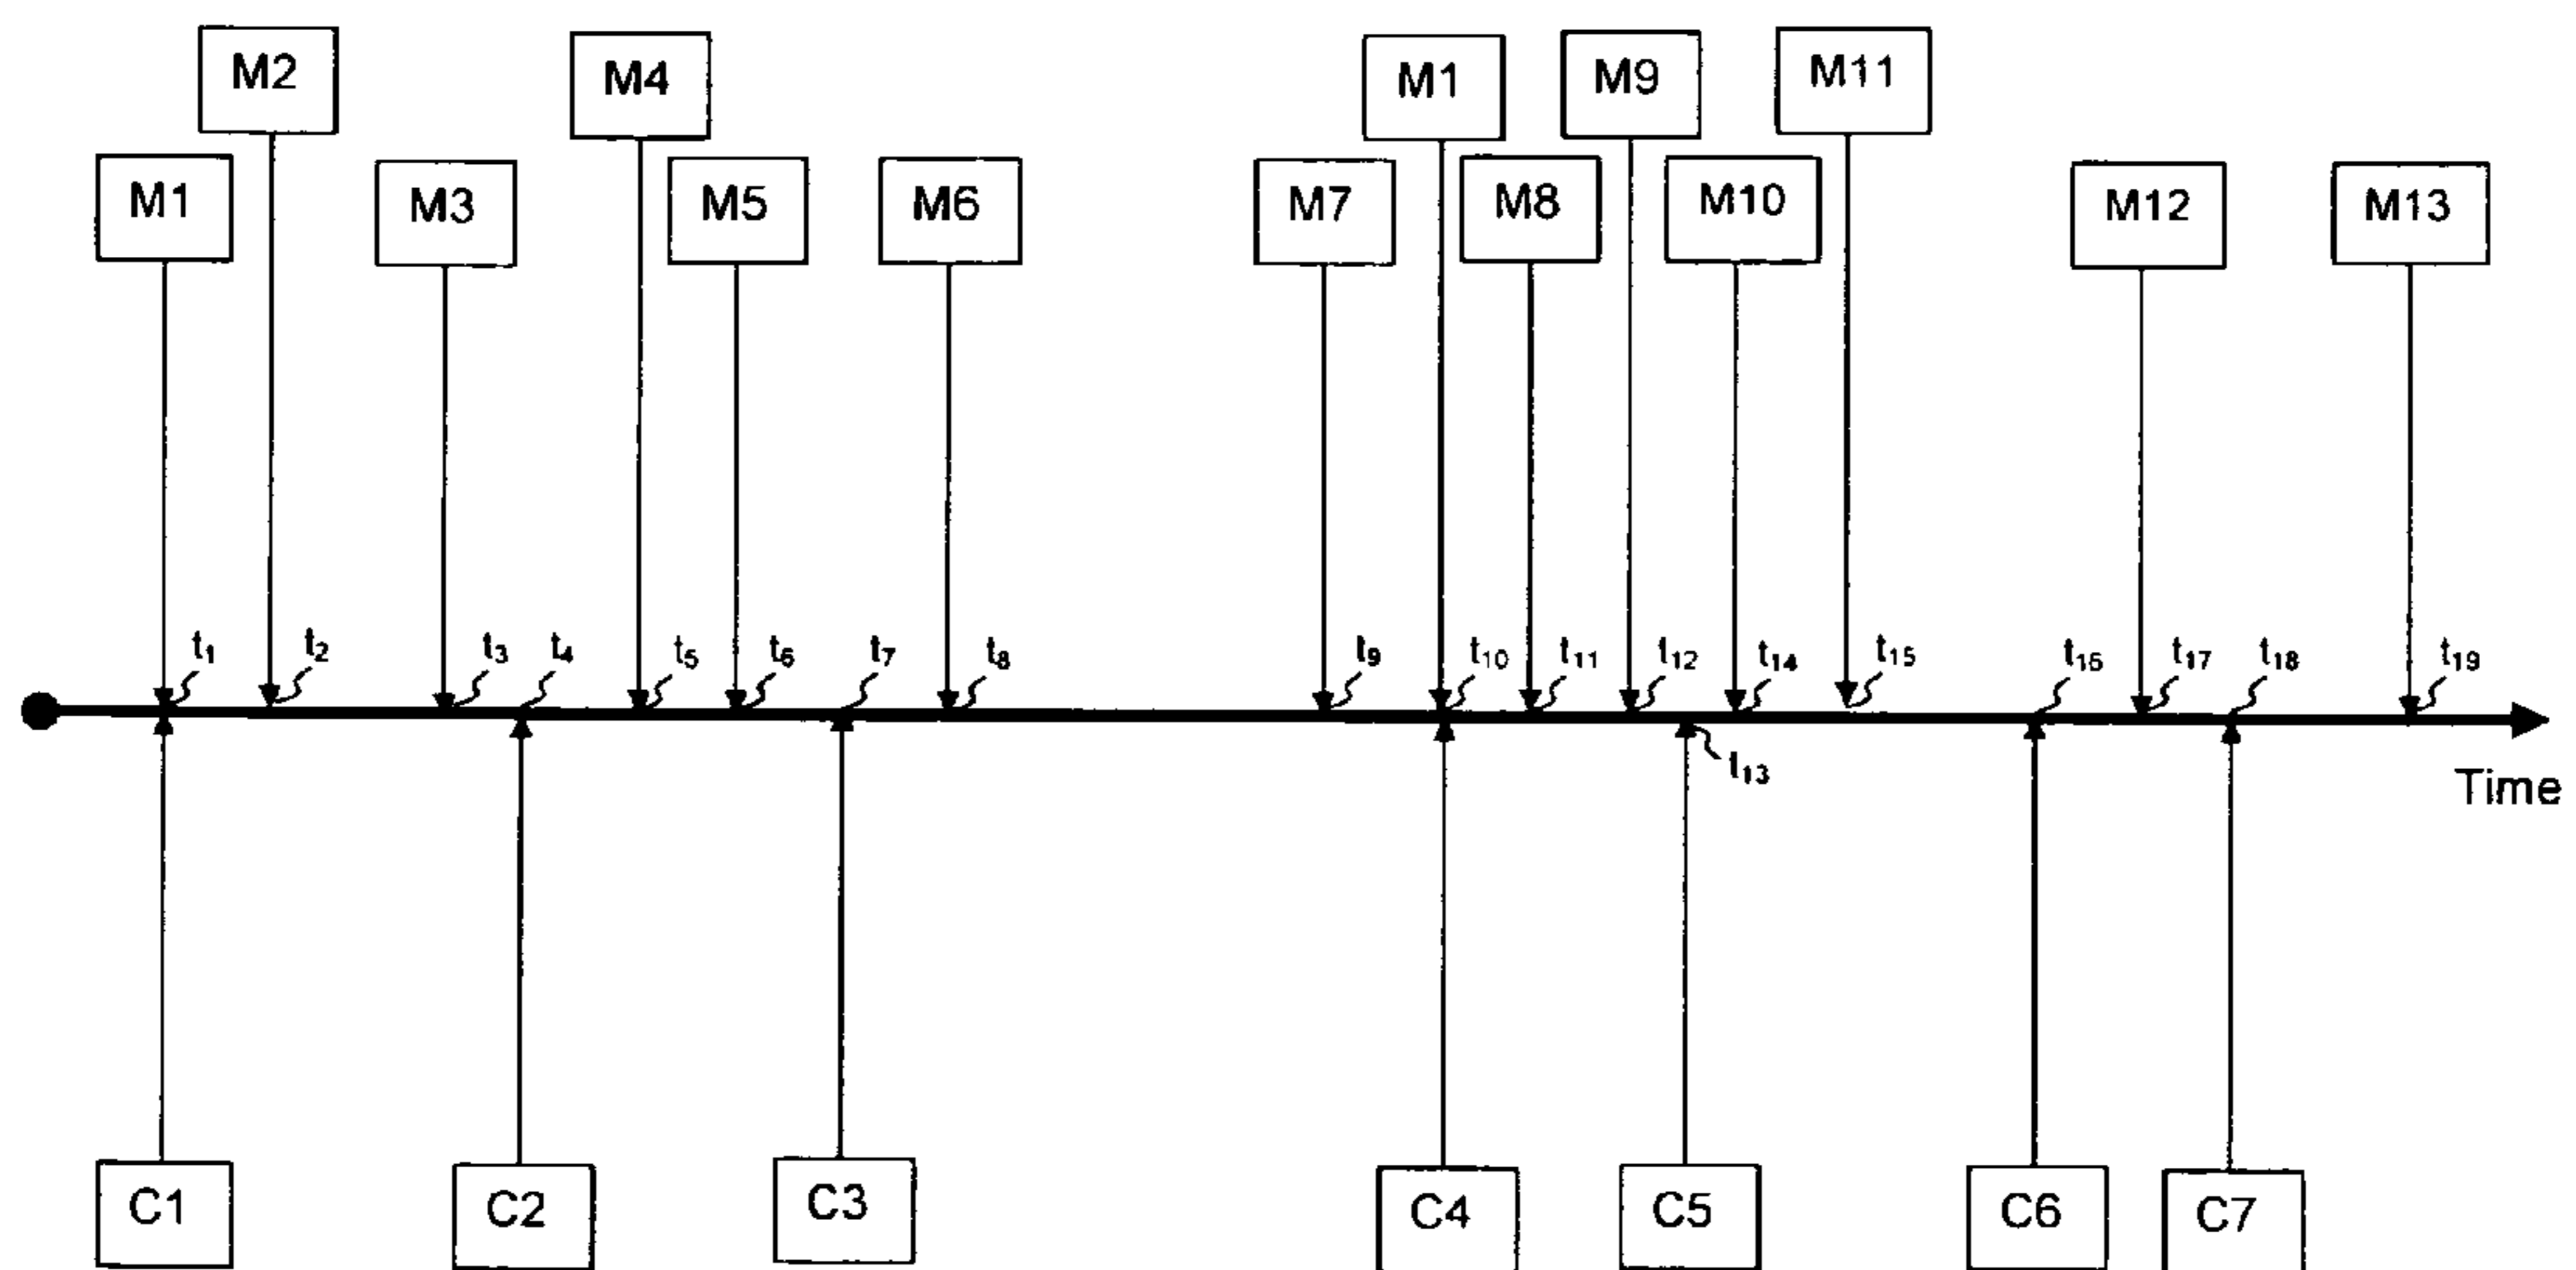 M2 M4 M1 M9 M11
M1 M3 M5 M6 M7 M8 M10 M12 M13
t1 t2 t3 t4 t5 t6 t7 t8 t9 t10 t11 t12 t14 t15 t16 t17 t18 t19
t13
Time
C1 C2 C3 C4 C5 C6 C7